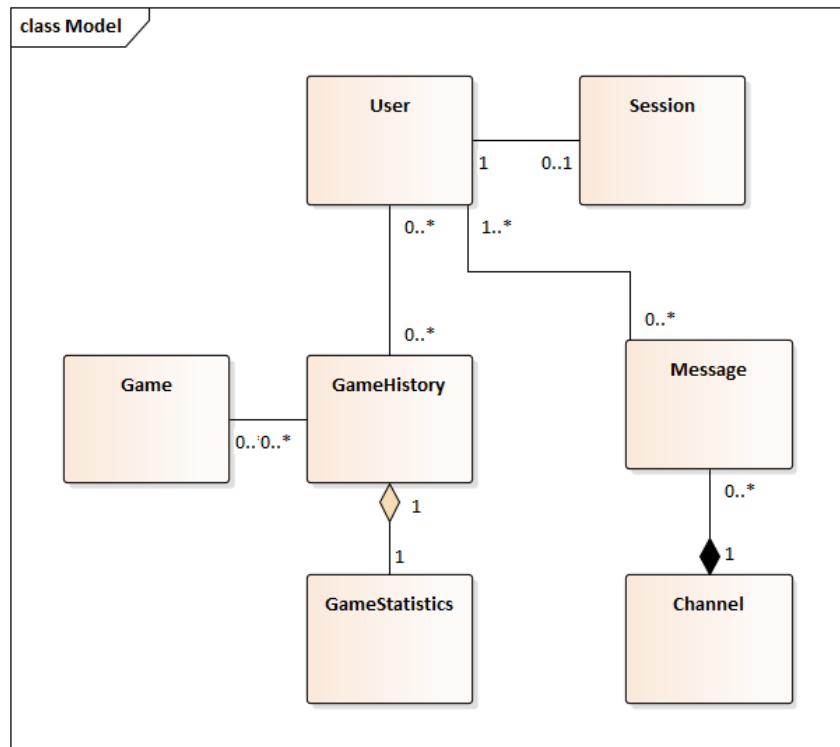 class Model
User
Session
1
0..1
0..*
1..*
0..*
0..*
Game
GameHistory
Message
0..*
0..*
1
0..*
1
1
GameStatistics
Channel